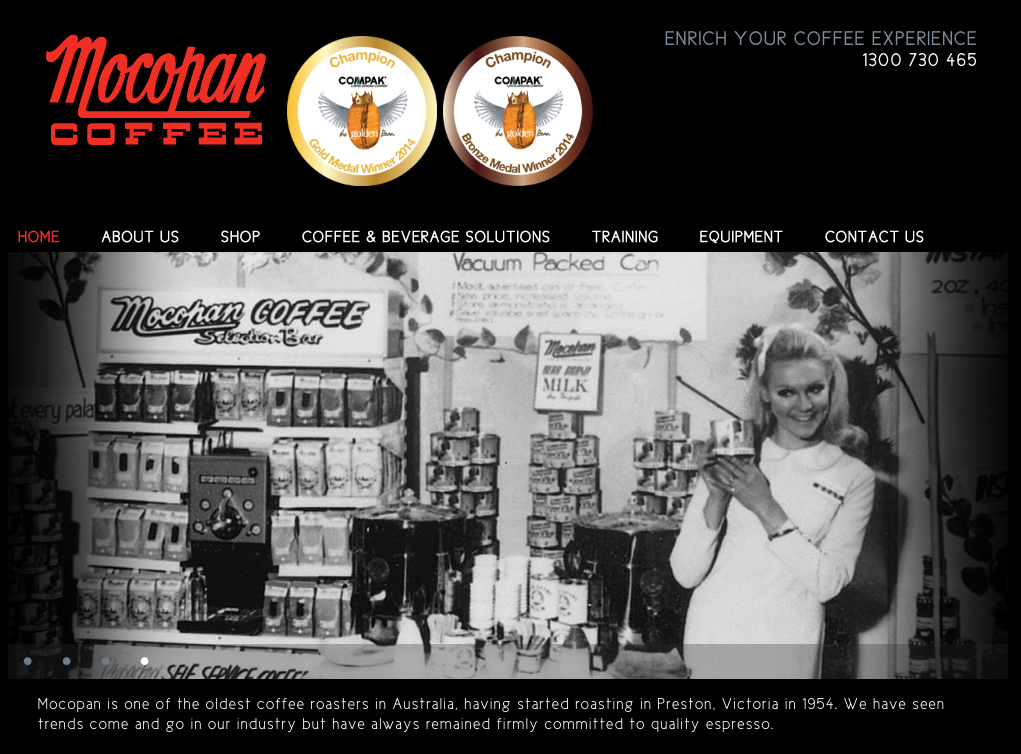 Mocopan
COFFEE
Champion
COMPAK
the golden Bean
Gold Medal Winner 2014
Champion
COMPAK
the golden Bean
Bronze Medal Winner 2014
ENRICH YOUR COFFEE EXPERIENCE
1300 730 465
HOME ABOUT US SHOP COFFEE & BEVERAGE SOLUTIONS TRAINING EQUIPMENT CONTACT US
Vacuum Packed Can
Mocopan COFFEE
Selection Bar
Mocopan
MILK
every
2OZ
SELF SERVICE COFFEE
Mocopan is one of the oldest coffee roasters in Australia, having started roasting in Preston, Victoria in 1954. We have seen
trends come and go in our industry but have always remained firmly committed to quality espresso.